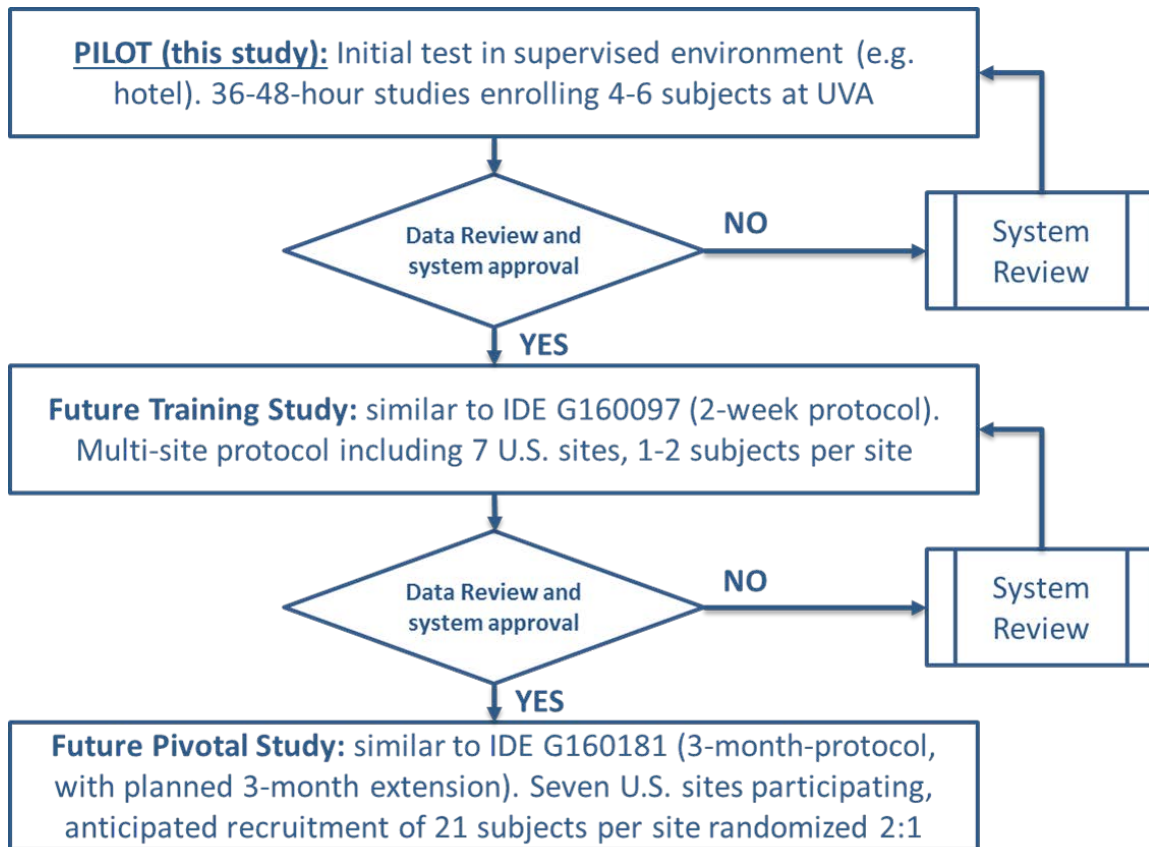 PILOT (this study): Initial test in supervised environment (e.g.
hotel). 36-48-hour studies enrolling 4-6 subjects at UVA
Data Review and
system approval
NO
System
Review
YES
Future Training Study: similar to IDE G160097 (2-week protocol).
Multi-site protocol including 7 U.S. sites, 1-2 subjects per site
Data Review and
system approval
NO
System
Review
YES
Future Pivotal Study: similar to IDE G160181 (3-month-protocol,
with planned 3-month extension). Seven U.S. sites participating,
anticipated recruitment of 21 subjects per site randomized 2:1